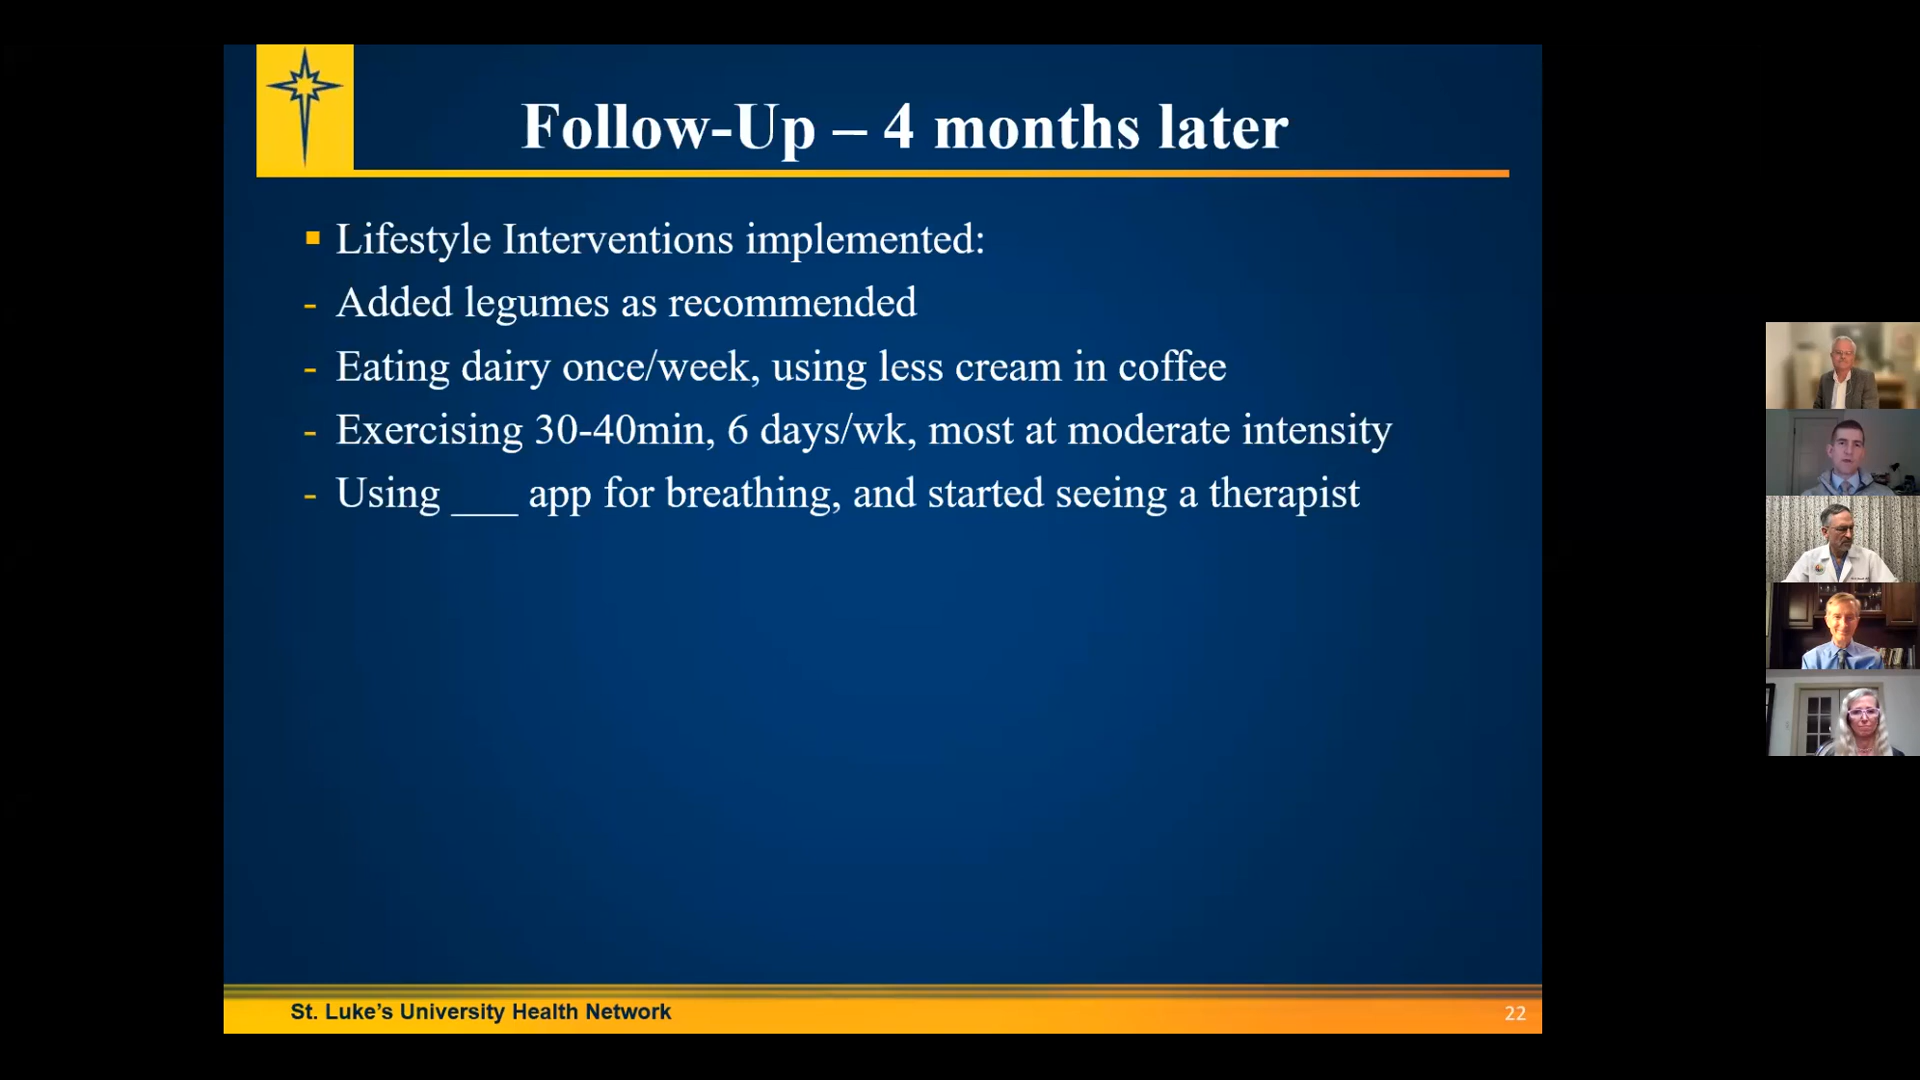 Follow-Up – 4 months later
▪ Lifestyle Interventions implemented:
- Added legumes as recommended
- Eating dairy once/week, using less cream in coffee
- Exercising 30-40min, 6 days/wk, most at moderate intensity
- Using ___ app for breathing, and started seeing a therapist
St. Luke’s University Health Network
22